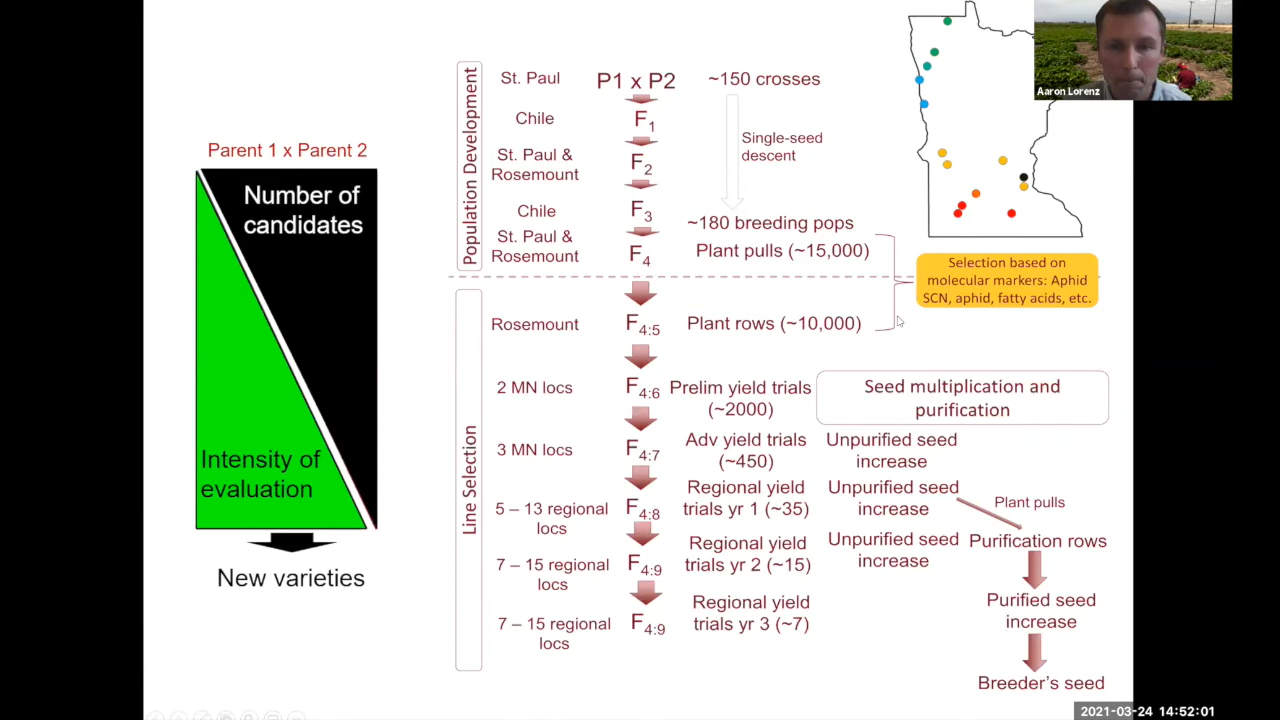 Parent 1 x Parent 2
Number of
candidates
Intensity of
evaluation
New varieties
Population Development
St. Paul
P1 x P2
~150 crosses
Chile
F1
Single-seed
descent
St. Paul &
Rosemount
F2
Chile
F3
~180 breeding pops
St. Paul &
Rosemount
F4
Plant pulls (~15,000)
Selection based on
molecular markers: Aphid
SCN, aphid, fatty acids, etc.
Line Selection
Rosemount
F4:5
Plant rows (~10,000)
2 MN locs
F4:6
Prelim yield trials
(~2000)
Seed multiplication and
purification
3 MN locs
F4:7
Adv yield trials
(~450)
Unpurified seed
increase
5 – 13 regional
locs
F4:8
Regional yield
trials yr 1 (~35)
Unpurified seed
increase
Plant pulls
7 – 15 regional
locs
F4:9
Regional yield
trials yr 2 (~15)
Unpurified seed
increase
Purification rows
7 – 15 regional
locs
F4:9
Regional yield
trials yr 3 (~7)
Purified seed
increase
Breeder's seed
Aaron Lorenz
2021-03-24 14:52:01